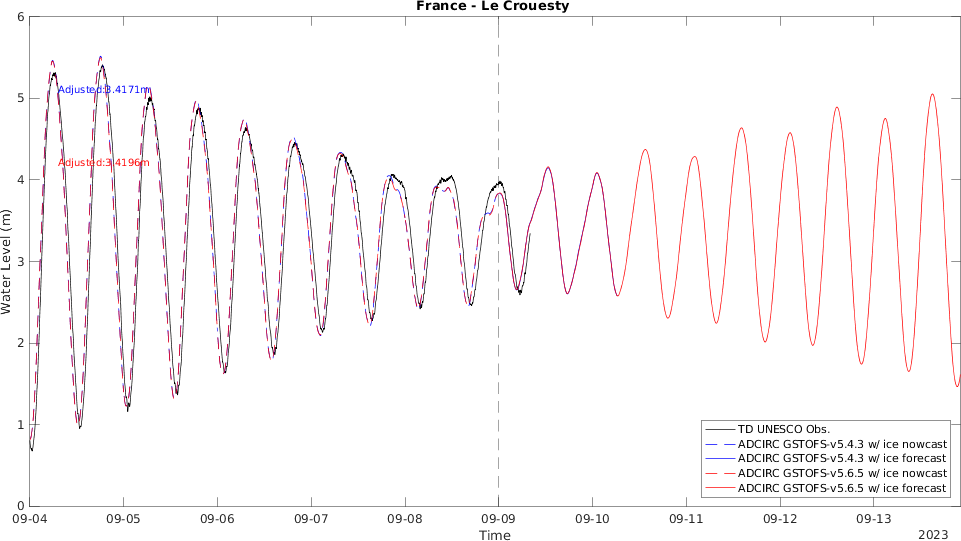 France - Le Crouesty
6
5
4
3
2
1
0
Water Level (m)
Adjusted:3.4171m
Adjusted:3.4196m
TD UNESCO Obs.
ADCIRC GSTOFS-v5.4.3 w/ ice nowcast
ADCIRC GSTOFS-v5.4.3 w/ ice forecast
ADCIRC GSTOFS-v5.6.5 w/ ice nowcast
ADCIRC GSTOFS-v5.6.5 w/ ice forecast
09-04 09-05 09-06 09-07 09-08 09-09 09-10 09-11 09-12 09-13
Time
2023